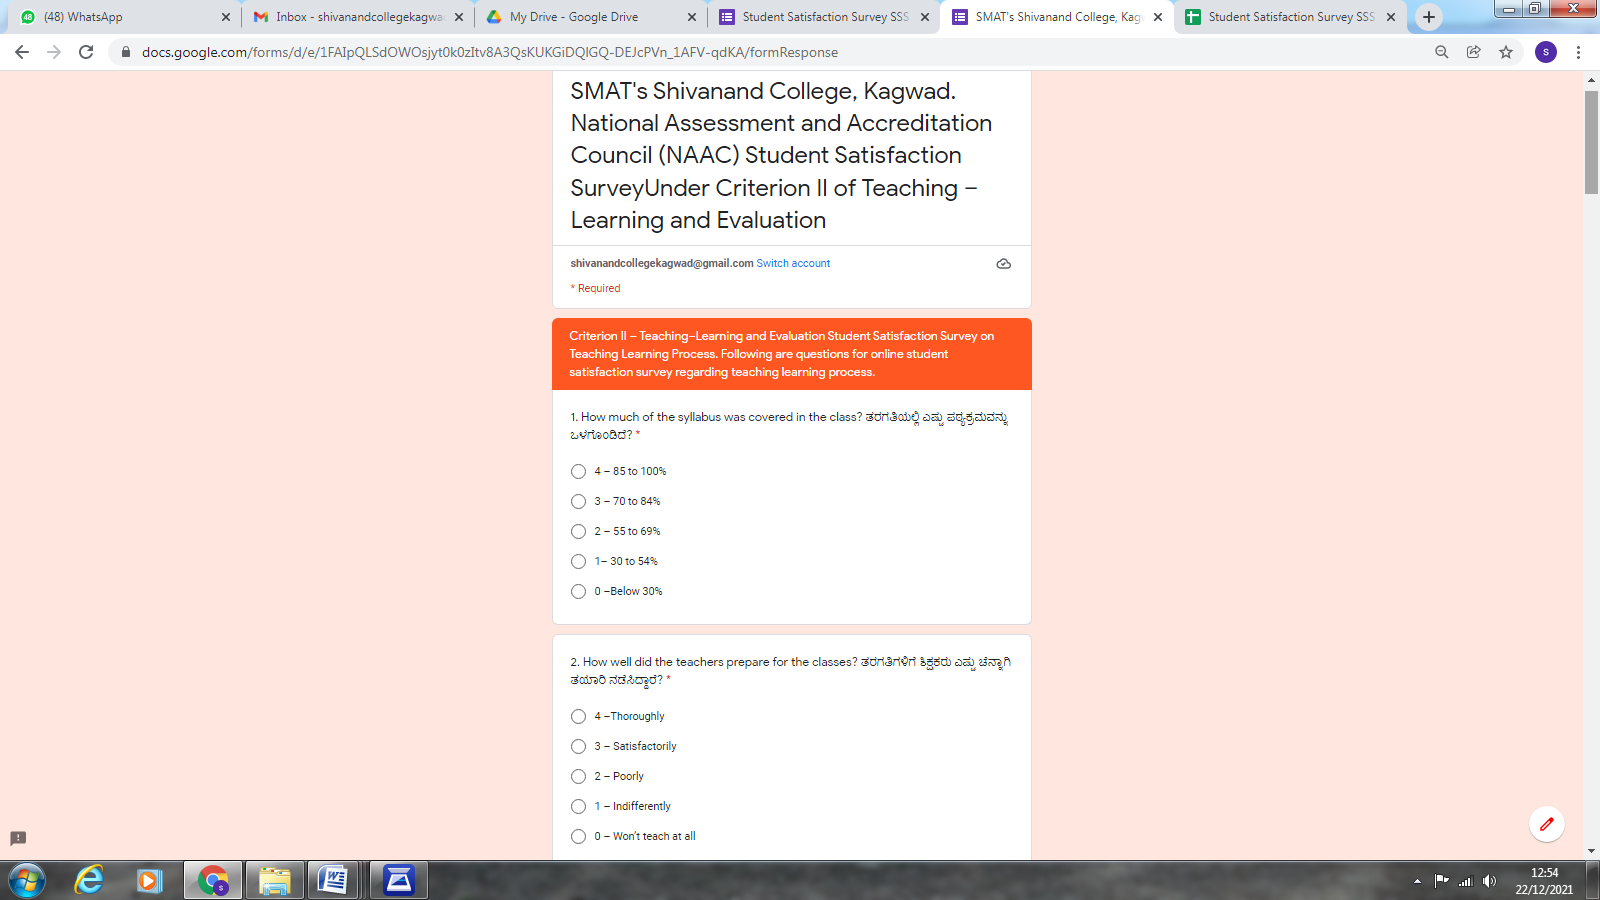 (48) WhatsApp
Inbox - shivanandcollegekagwa
My Drive - Google Drive
Student Satisfaction Survey SSS
SMAT's Shivanand College, Kag
Student Satisfaction Survey SSS
docs.google.com/forms/d/e/1FAIpQLSdOWOsjyt0k0zItv8A3QsKUKGiDQIGQ-DEJcPVn_1AFV-qdKA/formResponse
SMAT's Shivanand College, Kagwad.
National Assessment and Accreditation
Council (NAAC) Student Satisfaction
SurveyUnder Criterion II of Teaching –
Learning and Evaluation
shivanandcollegekagwad@gmail.com Switch account
* Required
Criterion II – Teaching–Learning and Evaluation Student Satisfaction Survey on
Teaching Learning Process. Following are questions for online student
satisfaction survey regarding teaching learning process.
1. How much of the syllabus was covered in the class? ತರಗತಿಯಲ್ಲಿ ಎಷ್ಟು ಪಠ್ಯಕ್ರಮವನ್ನು
ಒಳಗೊಂಡಿದೆ? *
4 – 85 to 100%
3 – 70 to 84%
2 – 55 to 69%
1– 30 to 54%
0 –Below 30%
2. How well did the teachers prepare for the classes? ತರಗತಿಗಳಿಗೆ ಶಿಕ್ಷಕರು ಎಷ್ಟು ಚೆನ್ನಾಗಿ
ತಯಾರಿ ನಡೆಸಿದ್ದಾರೆ? *
4 –Thoroughly
3 – Satisfactorily
2 – Poorly
1 – Indifferently
0 – Won't teach at all
12:54
22/12/2021